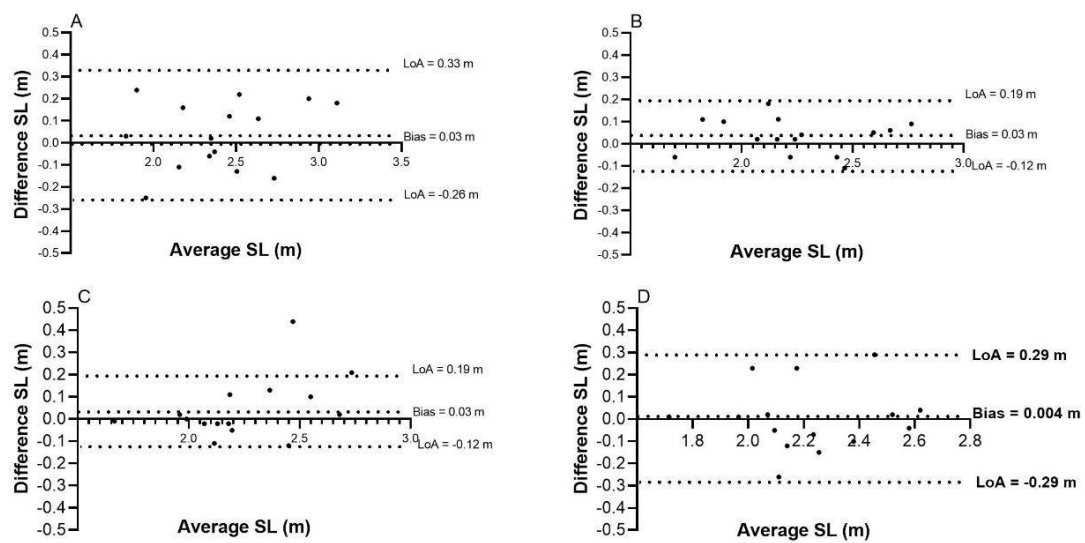 A
0.5
0.4
0.3
0.2
0.1
0.0
-0.1
-0.2
-0.3
-0.4
-0.5
Difference SL (m)
2.0 2.5 3.0 3.5
Average SL (m)
LoA = 0.33 m
Bias = 0.03 m
LoA = -0.26 m
B
0.5
0.4
0.3
0.2
0.1
0.0
-0.1
-0.2
-0.3
-0.4
-0.5
Difference SL (m)
2.0 2.5 3.0
Average SL (m)
LoA = 0.19 m
Bias = 0.03 m
LoA = -0.12 m
C
0.5
0.4
0.3
0.2
0.1
0.0
-0.1
-0.2
-0.3
-0.4
-0.5
Difference SL (m)
2.0 2.5 3.0
Average SL (m)
LoA = 0.19 m
Bias = 0.03 m
LoA = -0.12 m
D
0.5
0.4
0.3
0.2
0.1
0.0
-0.1
-0.2
-0.3
-0.4
-0.5
Difference SL (m)
1.8 2.0 2.2 2.4 2.6 2.8
Average SL (m)
LoA = 0.29 m
Bias = 0.004 m
LoA = -0.29 m